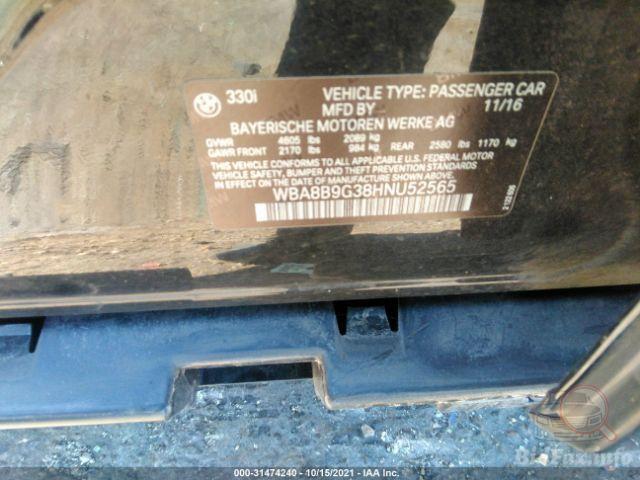 330i VEHICLE TYPE: PASSENGER CAR
MFD BY 11/16
BAYERISCHE MOTOREN WERKE AG
GVWR 4605 lbs 2089 kg
GAWR FRONT 2170 lbs 984 kg REAR 2580 lbs 1170 kg
THIS VEHICLE CONFORMS TO ALL APPLICABLE U.S. FEDERAL MOTOR
VEHICLE SAFETY, BUMPER AND THEFT PREVENTION STANDARDS IN
EFFECT ON THE DATE OF MANUFACTURE SHOWN ABOVE.
WBA8B9G38HNU52565
BidFax.info
000-31474240 - 10/15/2021 - IAA Inc.